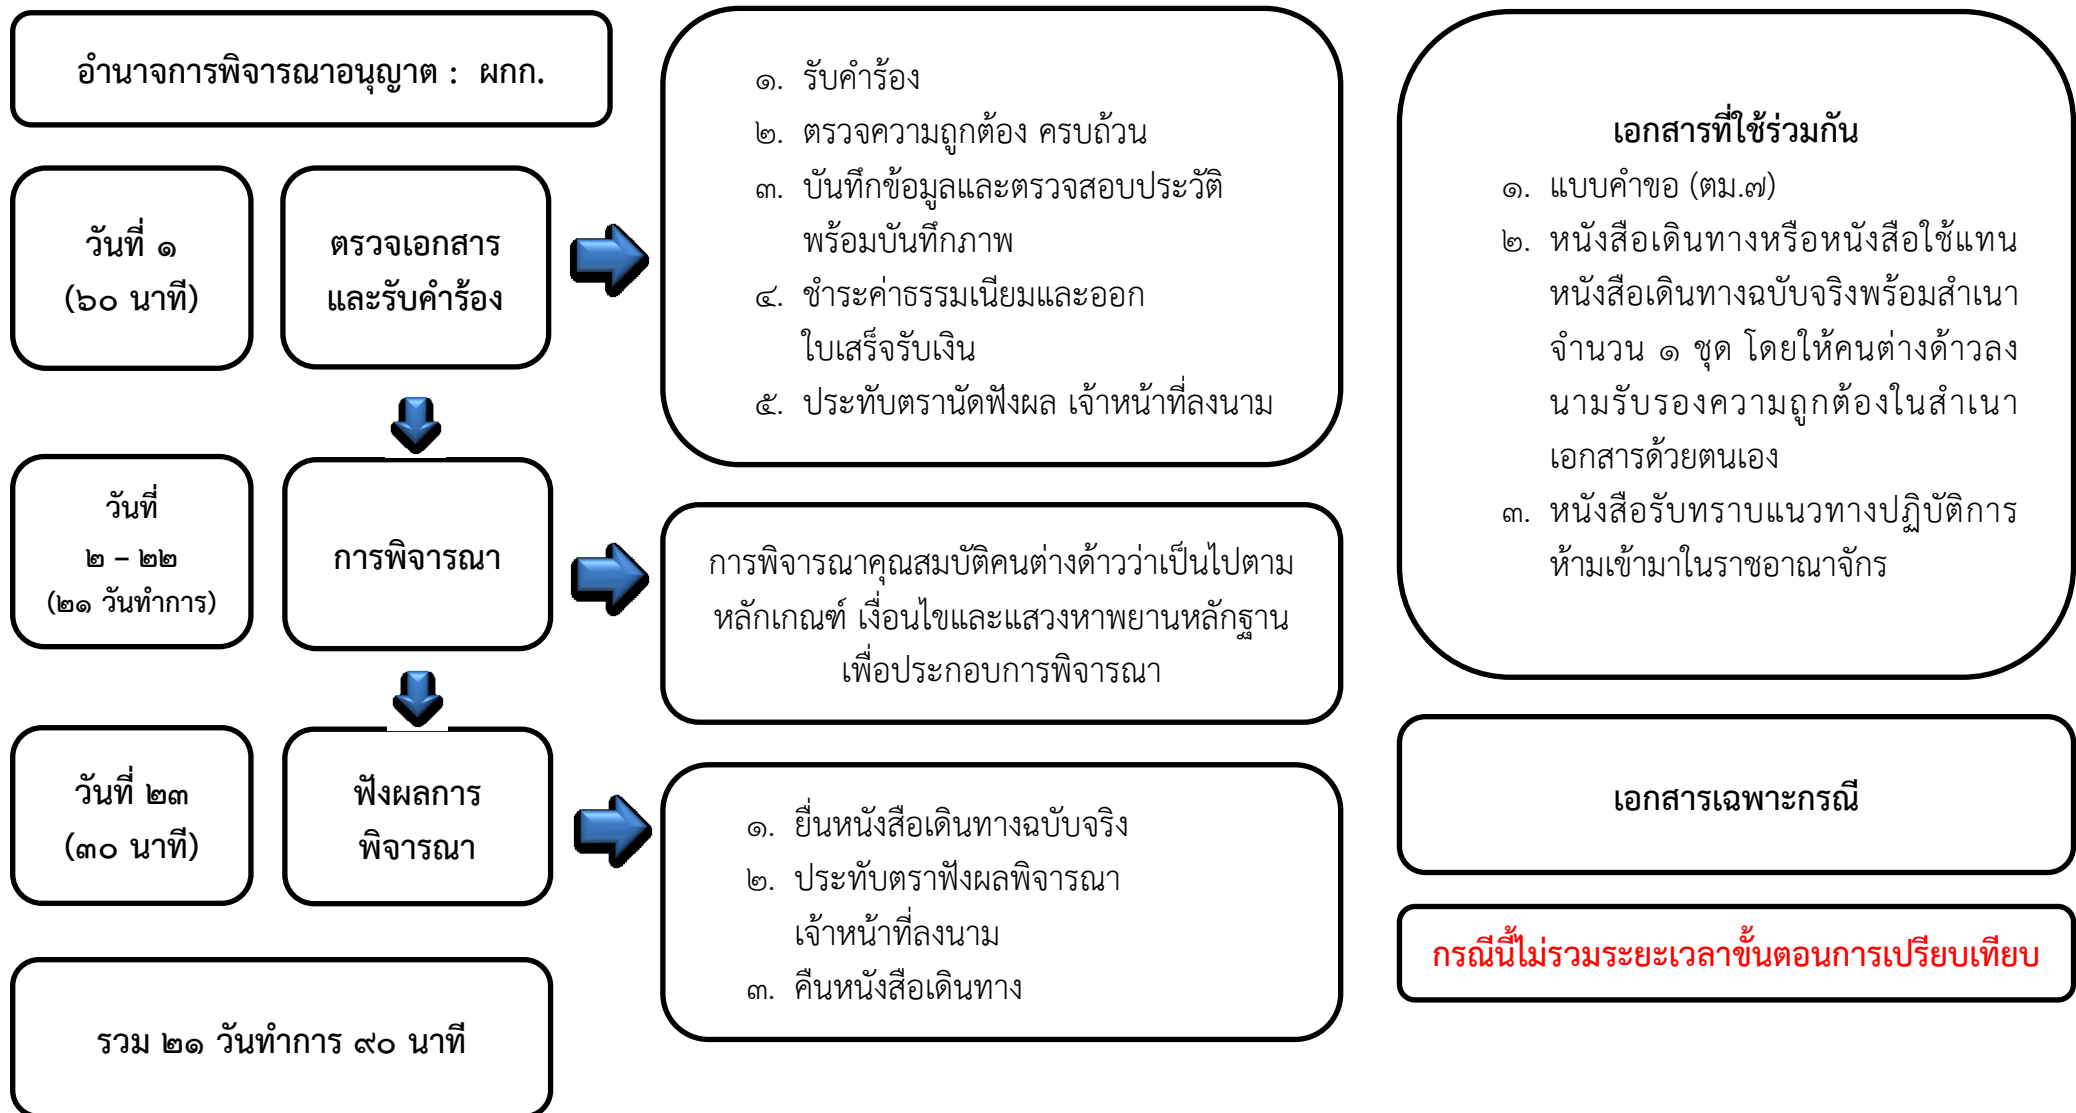 อำนาจการพิจารณาอนุญาต : ผกก.
วันที่ ๑
(๖๐ นาที)
ตรวจเอกสาร
และรับคำร้อง
๑. รับคำร้อง
๒. ตรวจความถูกต้อง ครบถ้วน
๓. บันทึกข้อมูลและตรวจสอบประวัติ
พร้อมบันทึกภาพ
๔. ชำระค่าธรรมเนียมและออก
ใบเสร็จรับเงิน
๕. ประทับตรานัดฟังผล เจ้าหน้าที่ลงนาม
วันที่
๒ – ๒๒
(๒๑ วันทำการ)
การพิจารณา
การพิจารณาคุณสมบัติคนต่างด้าวว่าเป็นไปตาม
หลักเกณฑ์ เงื่อนไขและแสวงหาพยานหลักฐาน
เพื่อประกอบการพิจารณา
วันที่ ๒๓
(๓๐ นาที)
ฟังผลการ
พิจารณา
๑. ยื่นหนังสือเดินทางฉบับจริง
๒. ประทับตราฟังผลพิจารณา
เจ้าหน้าที่ลงนาม
๓. คืนหนังสือเดินทาง
รวม ๒๑ วันทำการ ๙๐ นาที
เอกสารที่ใช้ร่วมกัน
๑. แบบคำขอ (ตม.๗)
๒. หนังสือเดินทางหรือหนังสือใช้แทน
หนังสือเดินทางฉบับจริงพร้อมสำเนา
จำนวน ๑ ชุด โดยให้คนต่างด้าวลง
นามรับรองความถูกต้องในสำเนา
เอกสารด้วยตนเอง
๓. หนังสือรับทราบแนวทางปฏิบัติการ
ห้ามเข้ามาในราชอาณาจักร
เอกสารเฉพาะกรณี
กรณีนี้ไม่รวมระยะเวลาขั้นตอนการเปรียบเทียบ